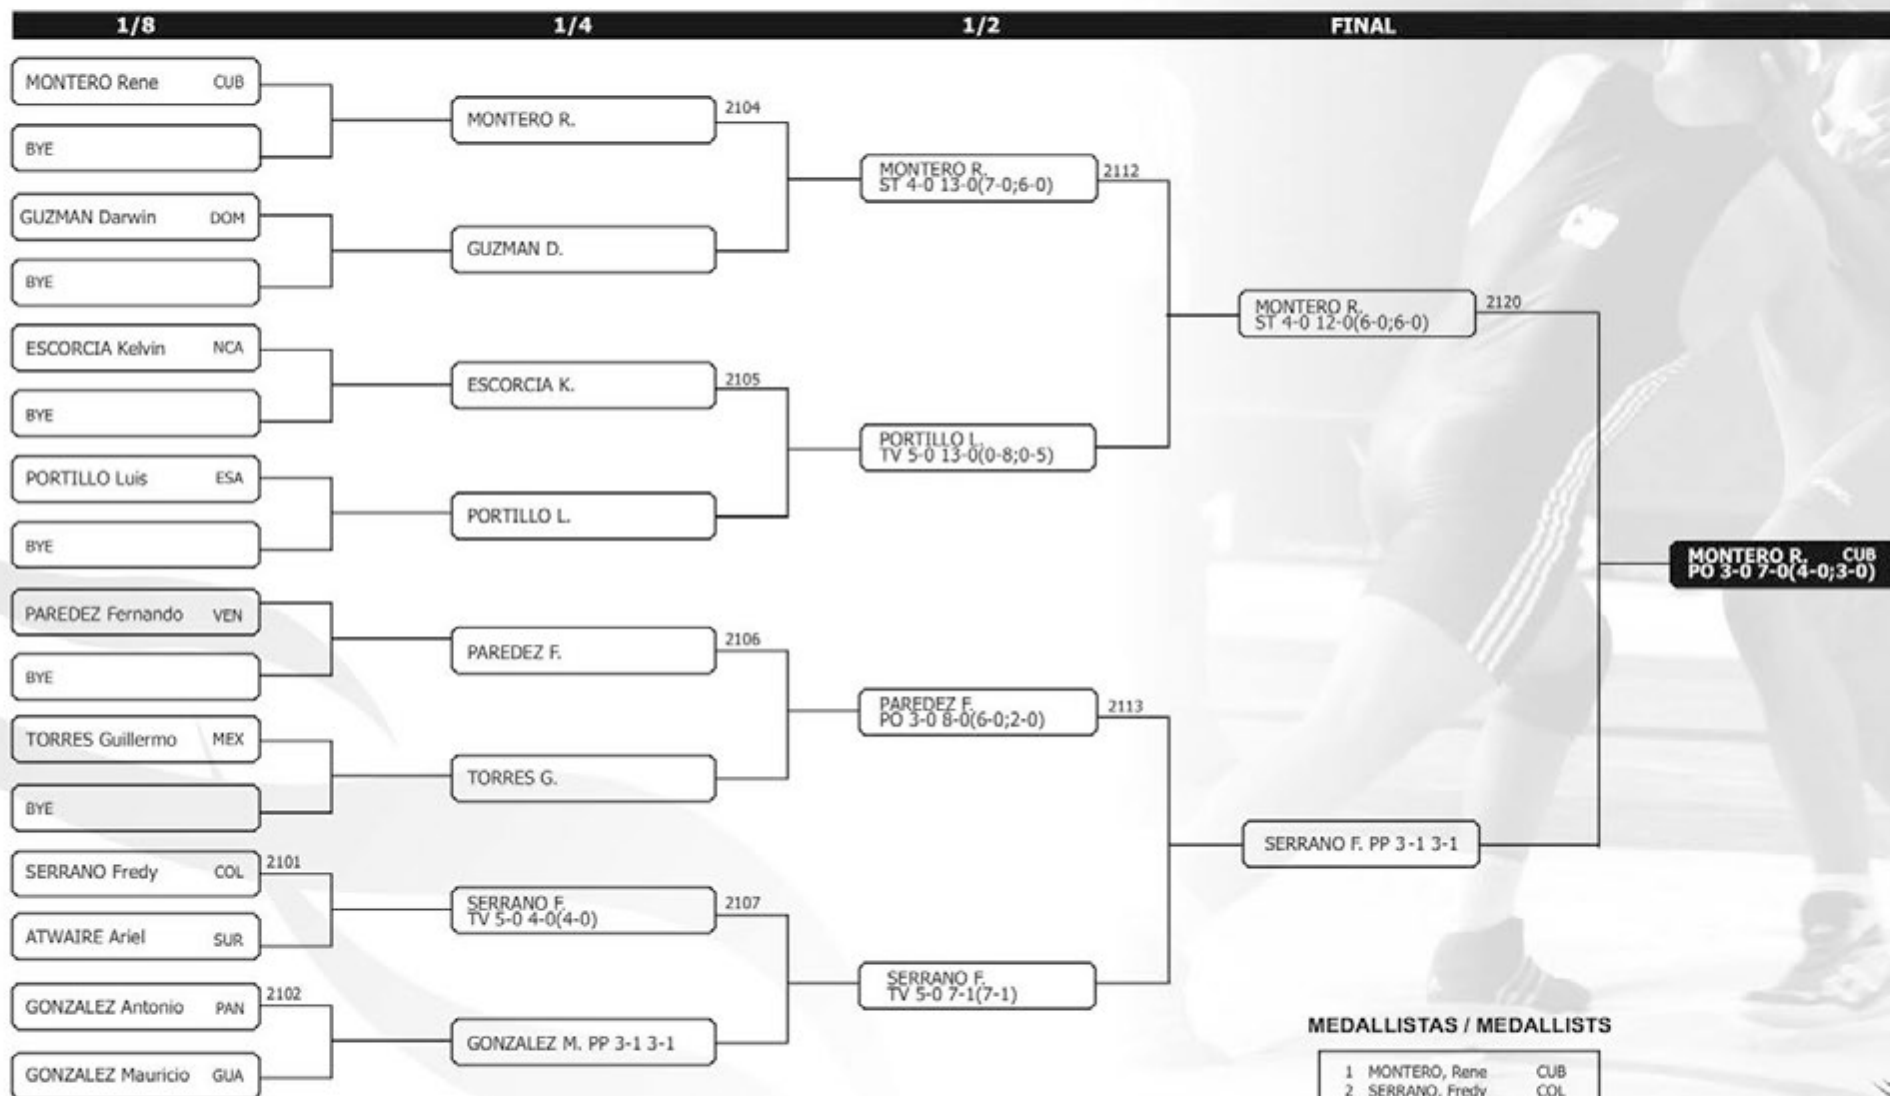 1/8 1/4 1/2 FINAL
MONTERO Rene CUB
BYE
GUZMAN Darwin DOM
BYE
ESCORCIA Kelvin NCA
BYE
PORTILLO Luis ESA
BYE
PAREDEZ Fernando VEN
BYE
TORRES Guillermo MEX
BYE
SERRANO Fredy COL
2101
ATWAIRE Ariel SUR
GONZALEZ Antonio PAN
2102
GONZALEZ Mauricio GUA
MONTERO R.
2104
GUZMAN D.
ESCORCIA K.
2105
PORTILLO L.
PAREDEZ F.
2106
TORRES G.
SERRANO F.
TV 5-0 4-0(4-0)
2107
GONZALEZ M. PP 3-1 3-1
MONTERO R.
ST 4-0 13-0(7-0;6-0)
2112
PORTILLO L.
TV 5-0 13-0(0-8;0-5)
PAREDEZ F.
PO 3-0 8-0(6-0;2-0)
2113
SERRANO F.
TV 5-0 7-1(7-1)
MONTERO R.
ST 4-0 12-0(6-0;6-0)
2120
SERRANO F. PP 3-1 3-1
MONTERO R. CUB
PO 3-0 7-0(4-0;3-0)
MEDALLISTAS / MEDALLISTS
1 MONTERO, Rene CUB
2 SERRANO, Fredy COL